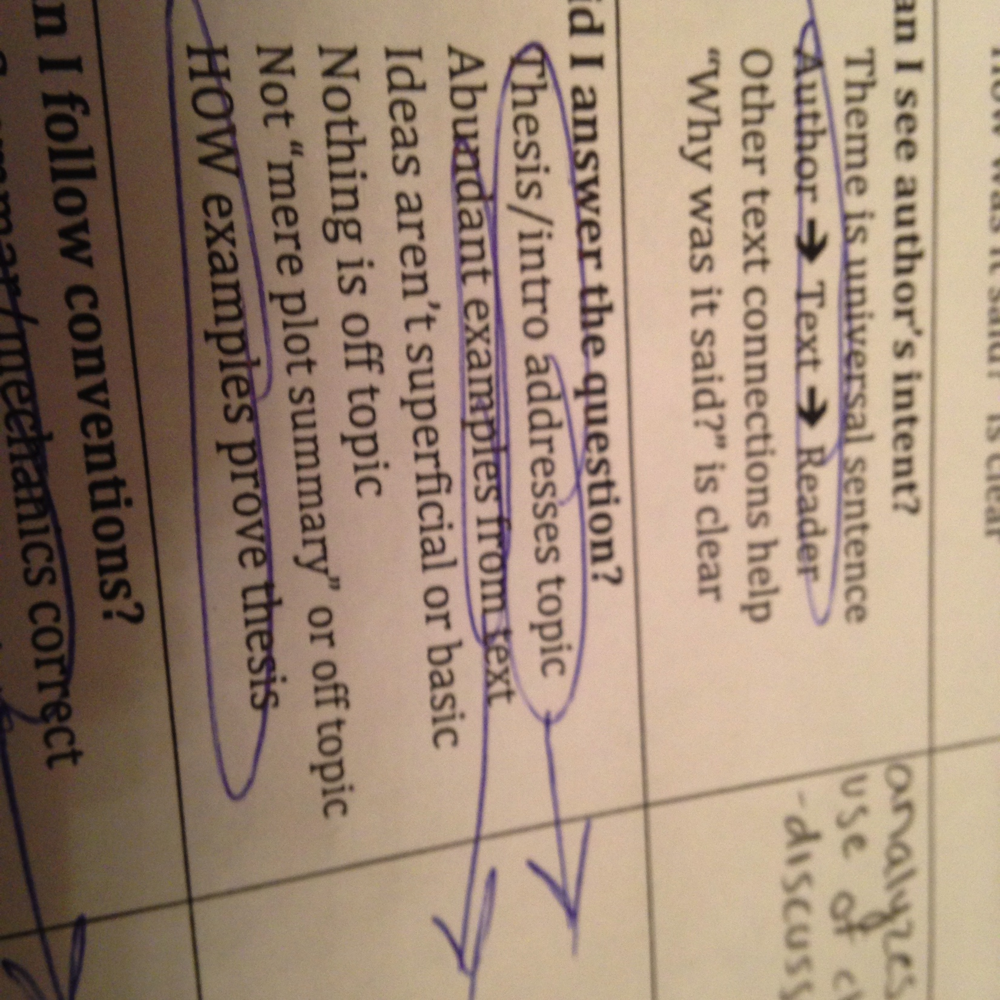 an I see author's intent?
Theme is universal sentence
Author → Text → Reader
Other text connections help
"Why was it said?" is clear
analyzes
use of
-discuss
id I answer the question?
Thesis/intro addresses topic
Abundant examples from text
Ideas aren't superficial or basic
Nothing is off topic
Not "mere plot summary" or off topic
HOW examples prove thesis
n I follow conventions?
mechanics correct